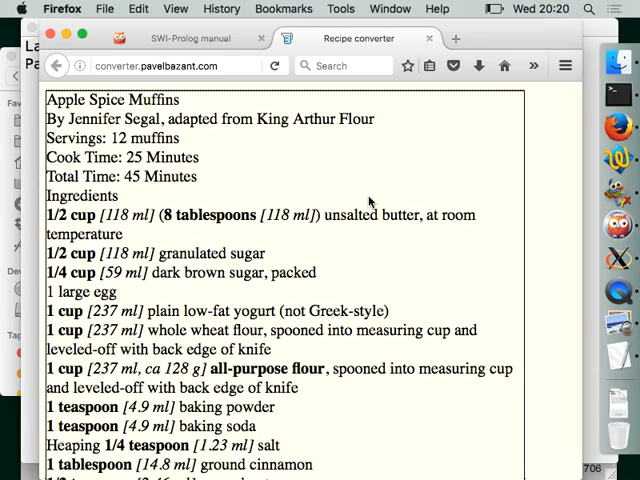 Firefox File Edit View History Bookmarks Tools Window Help Wed 20:20
SWI-Prolog manual
Recipe converter
converter.pavelbazant.com
Search
Apple Spice Muffins
By Jennifer Segal, adapted from King Arthur Flour
Servings: 12 muffins
Cook Time: 25 Minutes
Total Time: 45 Minutes
Ingredients
1/2 cup [118 ml] (8 tablespoons [118 ml]) unsalted butter, at room
temperature
1/2 cup [118 ml] granulated sugar
1/4 cup [59 ml] dark brown sugar, packed
1 large egg
1 cup [237 ml] plain low-fat yogurt (not Greek-style)
1 cup [237 ml] whole wheat flour, spooned into measuring cup and
leveled-off with back edge of knife
1 cup [237 ml, ca 128 g] all-purpose flour, spooned into measuring cup
and leveled-off with back edge of knife
1 teaspoon [4.9 ml] baking powder
1 teaspoon [4.9 ml] baking soda
Heaping 1/4 teaspoon [1.23 ml] salt
1 tablespoon [14.8 ml] ground cinnamon
La
Pa
Fav
Dev
Tag
706